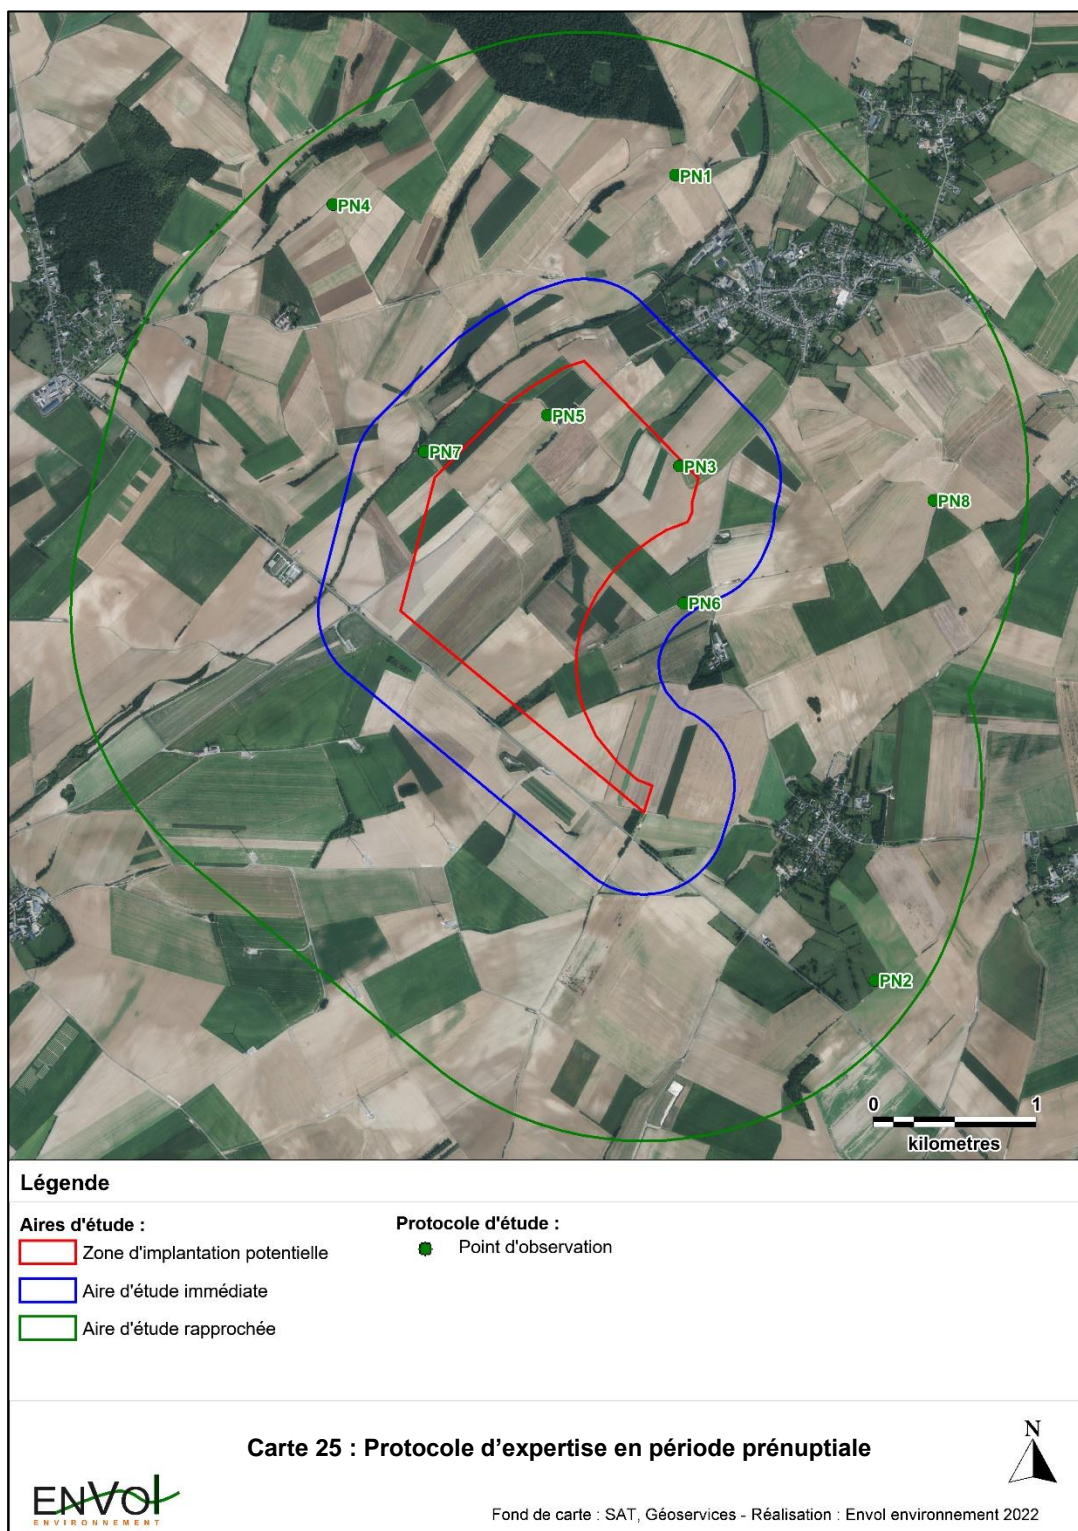 PN1
PN4
PN5
PN7
PN3
PN8
PN6
PN2
0 1
kilometres
Légende
Aires d'étude :
Zone d'implantation potentielle
Aire d'étude immédiate
Aire d'étude rapprochée
Protocole d'étude :
Point d'observation
Carte 25 : Protocole d'expertise en période prénuptiale
N
ENVOl
ENVIRONNEMENT
Fond de carte : SAT, Géoservices - Réalisation : Envol environnement 2022